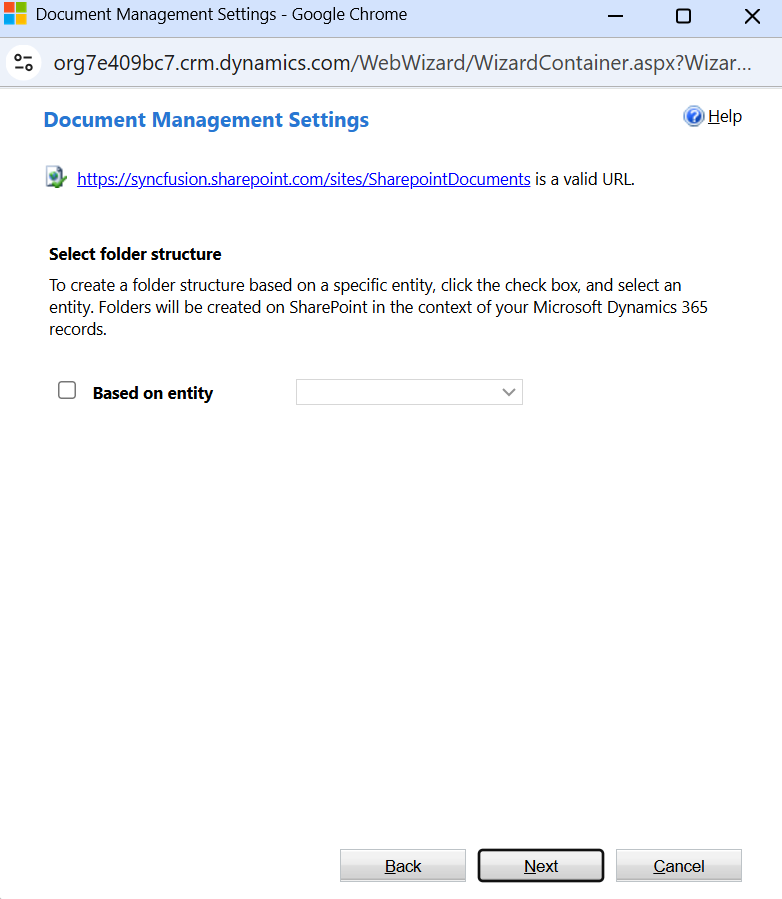 Document Management Settings - Google Chrome
org7e409bc7.crm.dynamics.com/WebWizard/WizardContainer.aspx?Wizar...
Document Management Settings
Help
https://syncfusion.sharepoint.com/sites/SharepointDocuments is a valid URL.
Select folder structure
To create a folder structure based on a specific entity, click the check box, and select an
entity. Folders will be created on SharePoint in the context of your Microsoft Dynamics 365
records.
Based on entity
Back
Next
Cancel